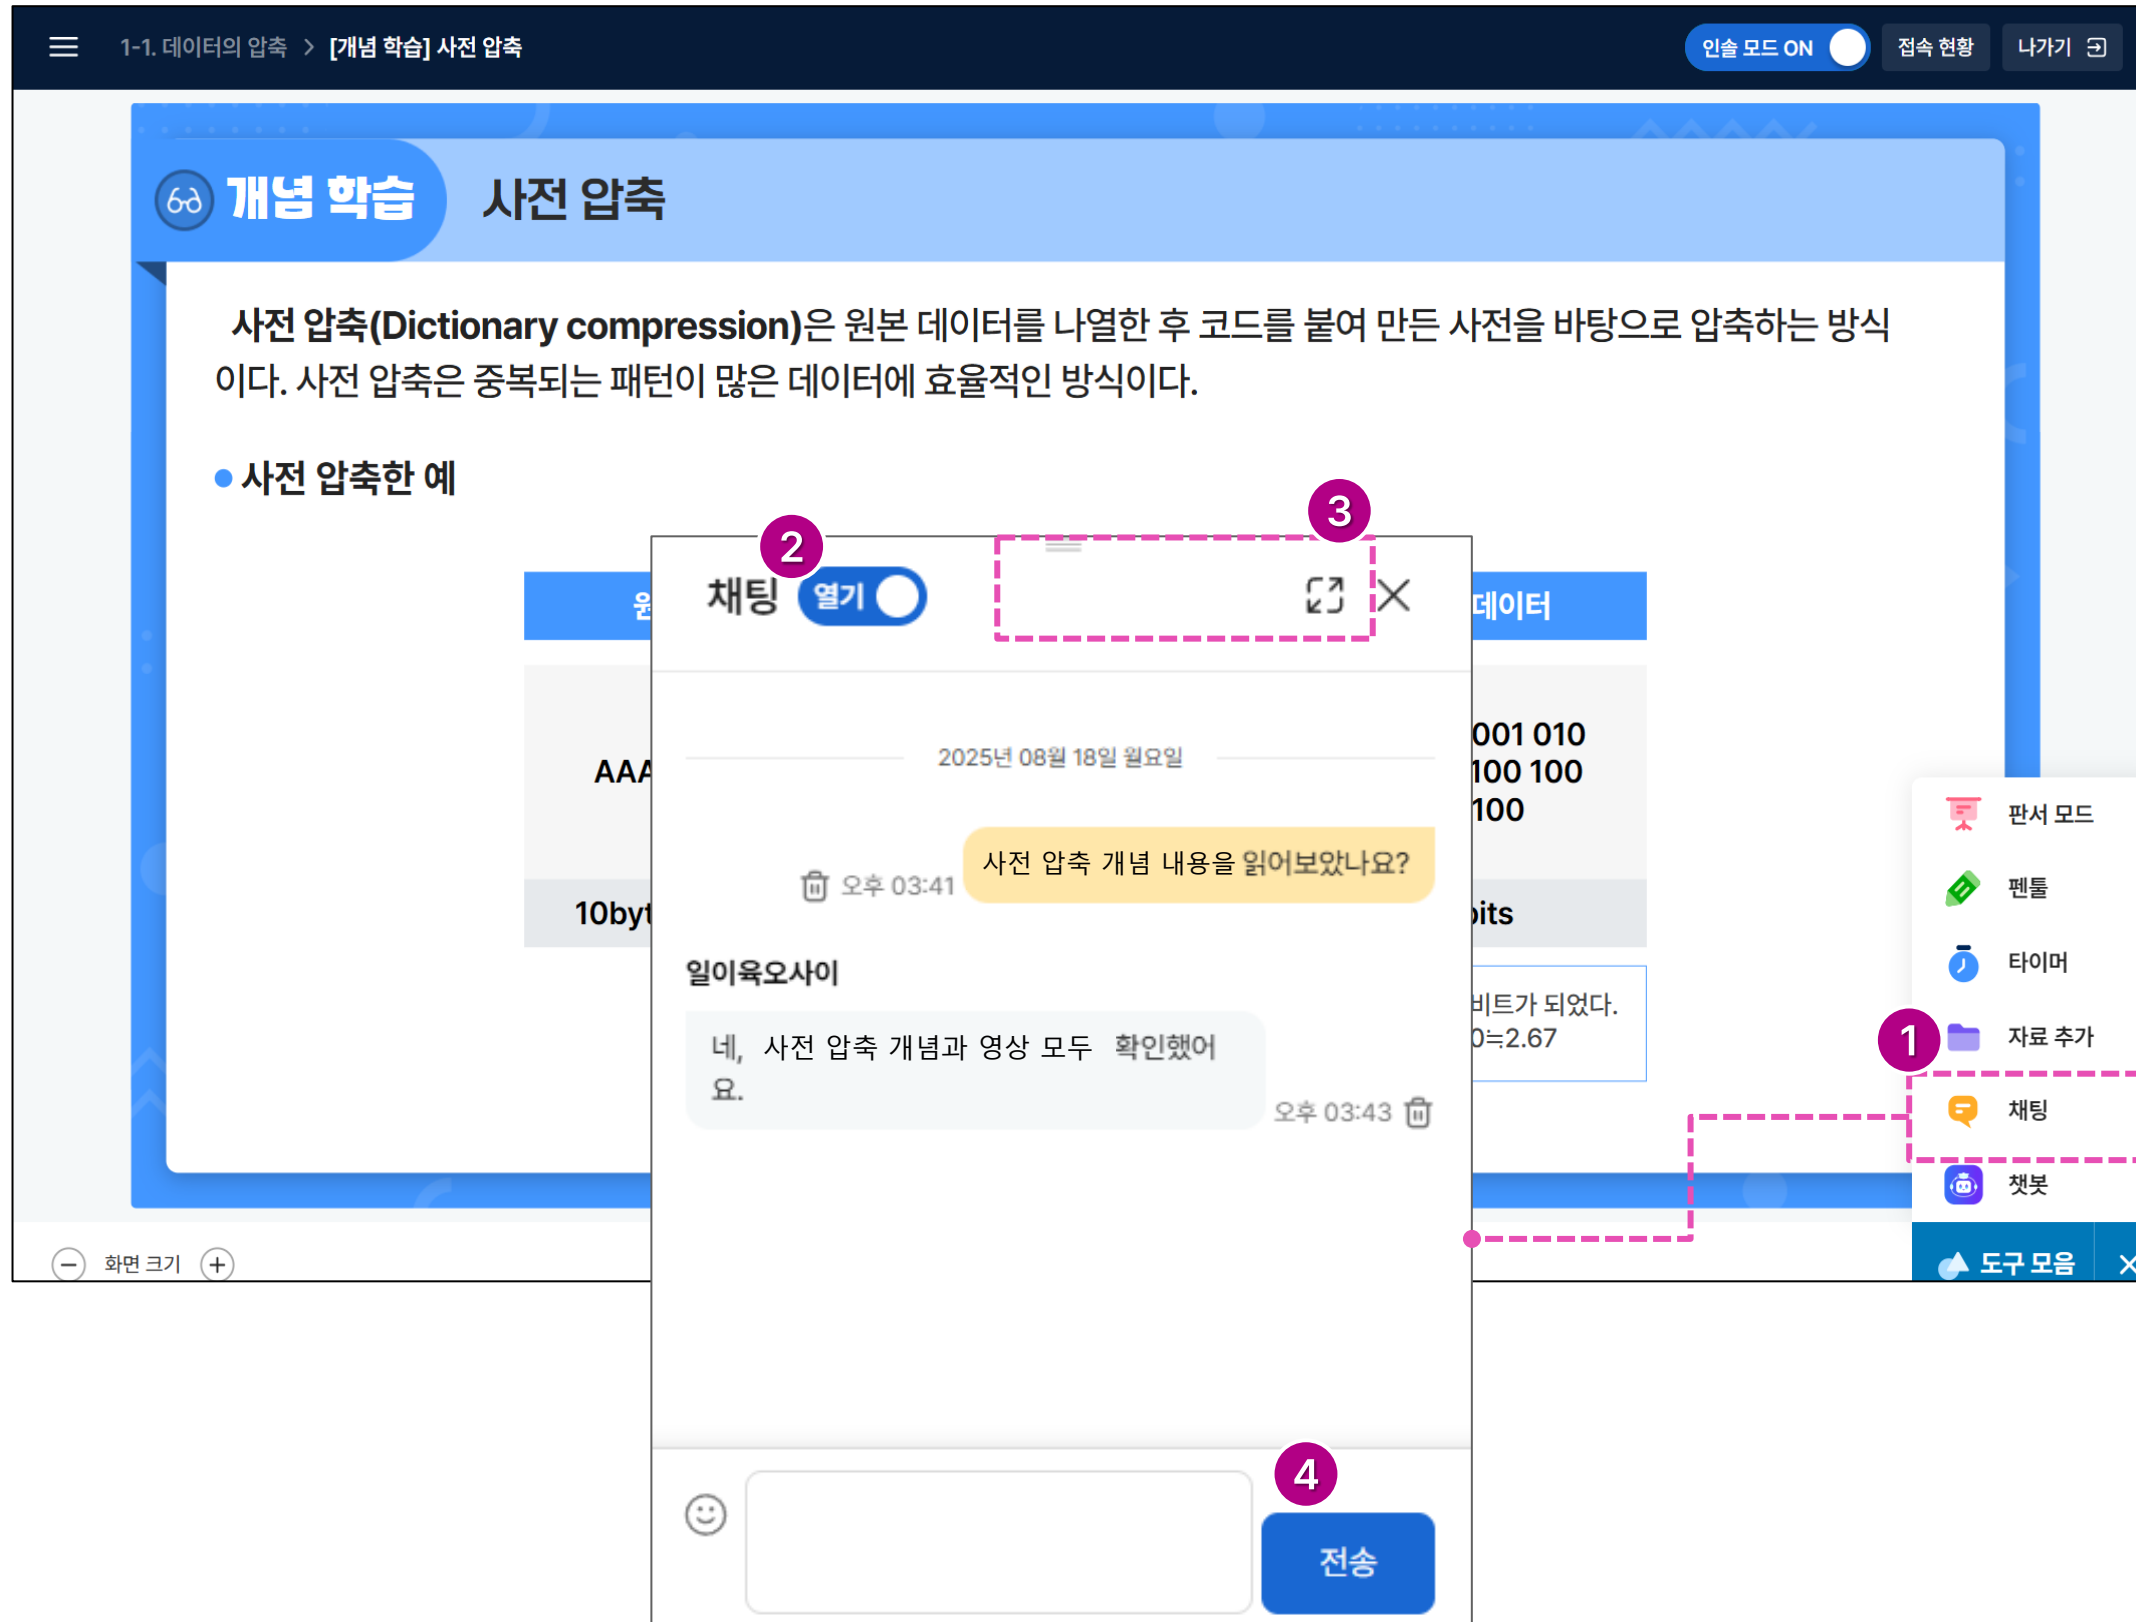 1-1. 데이터의 압축 > [개념 학습] 사전 압축
인솔 모드 ON
접속 현황
나가기
개념 학습
사전 압축
사전 압축(Dictionary compression)은 원본 데이터를 나열한 후 코드를 붙여 만든 사전을 바탕으로 압축하는 방식
이다. 사전 압축은 중복되는 패턴이 많은 데이터에 효율적인 방식이다.
사전 압축한 예
데이터
AAA
001 010
100 100
100
10byt
bits
비트가 되었다.
0≒2.67
2
3
채팅
열기
2025년 08월 18일 월요일
사전 압축 개념 내용을 읽어보았나요?
오후 03:41
일이육오사이
네, 사전 압축 개념과 영상 모두 확인했어
요.
오후 03:43
4
전송
판서 모드
펜툴
타이머
자료 추가
1
채팅
챗봇
도구 모음
화면 크기